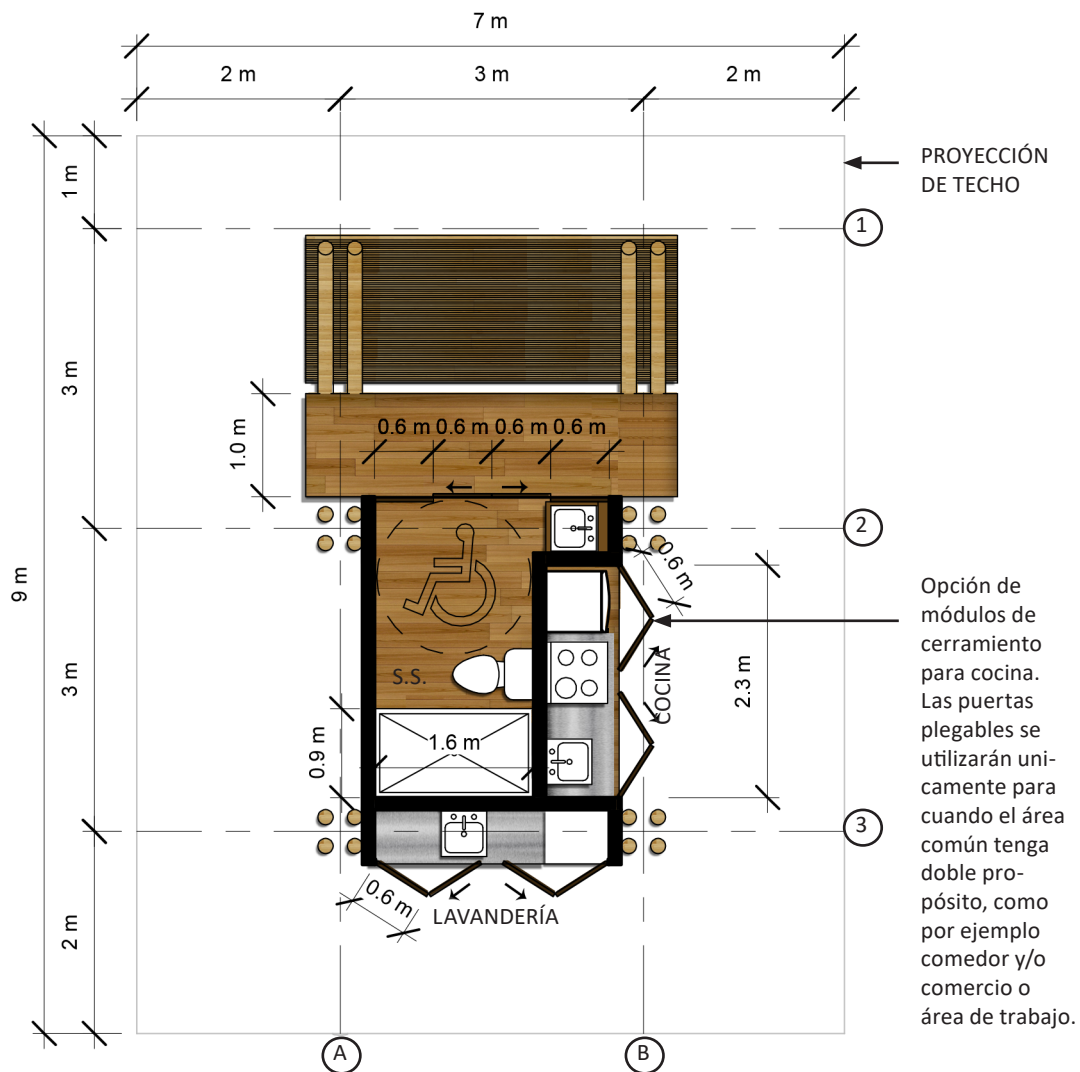 7 m
2 m
3 m
2 m
PROYECCIÓN
DE TECHO
1 m
1
3 m
9 m
1.0 m
0.6 m 0.6 m 0.6 m 0.6 m
2
0.6 m
Opción de
módulos de
cerramiento
para cocina.
Las puertas
plegables se
utilizarán uni-
camente para
cuando el área
común tenga
doble pro-
pósito, como
por ejemplo
comedor y/o
comercio o
área de trabajo.
3 m
S.S.
COCINA
2.3 m
0.9 m
1.6 m
3
0.6 m
LAVANDERÍA
2 m
A
B